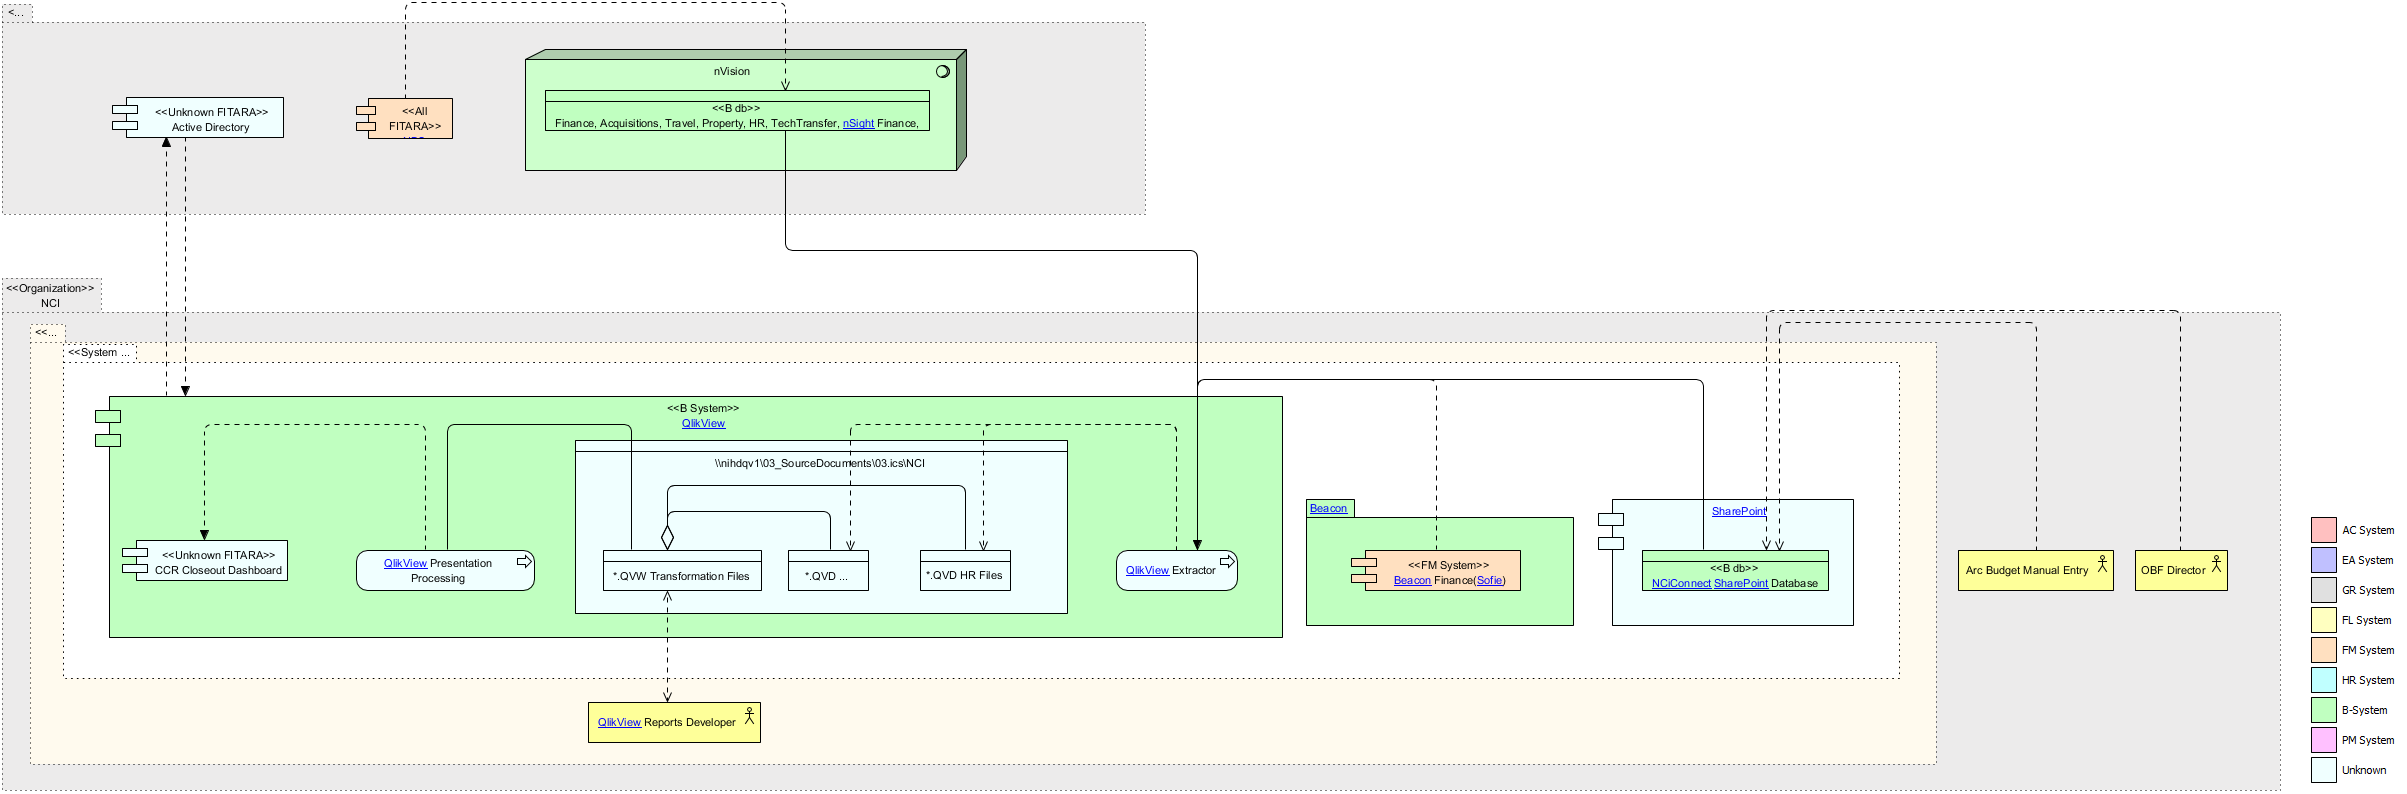 <...
nVision
<<Unknown FITARA>>
Active Directory
<<All
FITARA>>
<<B db>>
Finance, Acquisitions, Travel, Property, HR, TechTransfer, nSight Finance,
<<Organization>>
NCI
<<...
<<System ...
<<B System>>
QlikView
\\nihdqv1\03_SourceDocuments\03.ics\NCI
<<Unknown FITARA>>
CCR Closeout Dashboard
QlikView Presentation
Processing
*.QVW Transformation Files
*.QVD ...
*.QVD HR Files
QlikView Extractor
Beacon
<<FM System>>
Beacon Finance(Sofie)
SharePoint
<<B db>>
NCiConnect SharePoint Database
Arc Budget Manual Entry
OBF Director
QlikView Reports Developer
AC System
EA System
GR System
FL System
FM System
HR System
B-System
PM System
Unknown